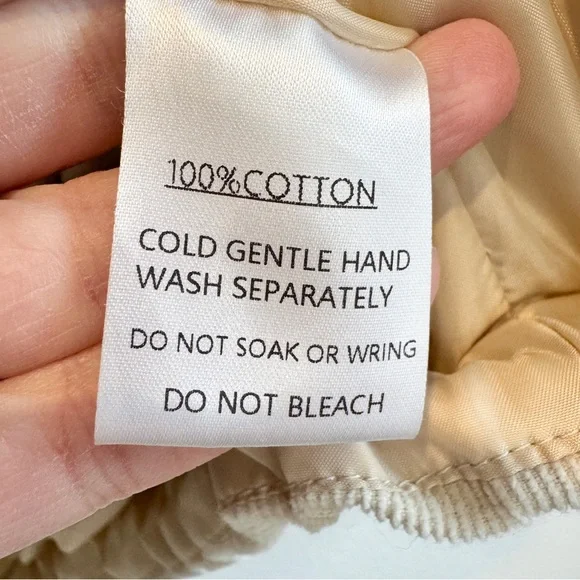 100%COTTON
COLD GENTLE HAND
WASH SEPARATELY
DO NOT SOAK OR WRING
DO NOT BLEACH